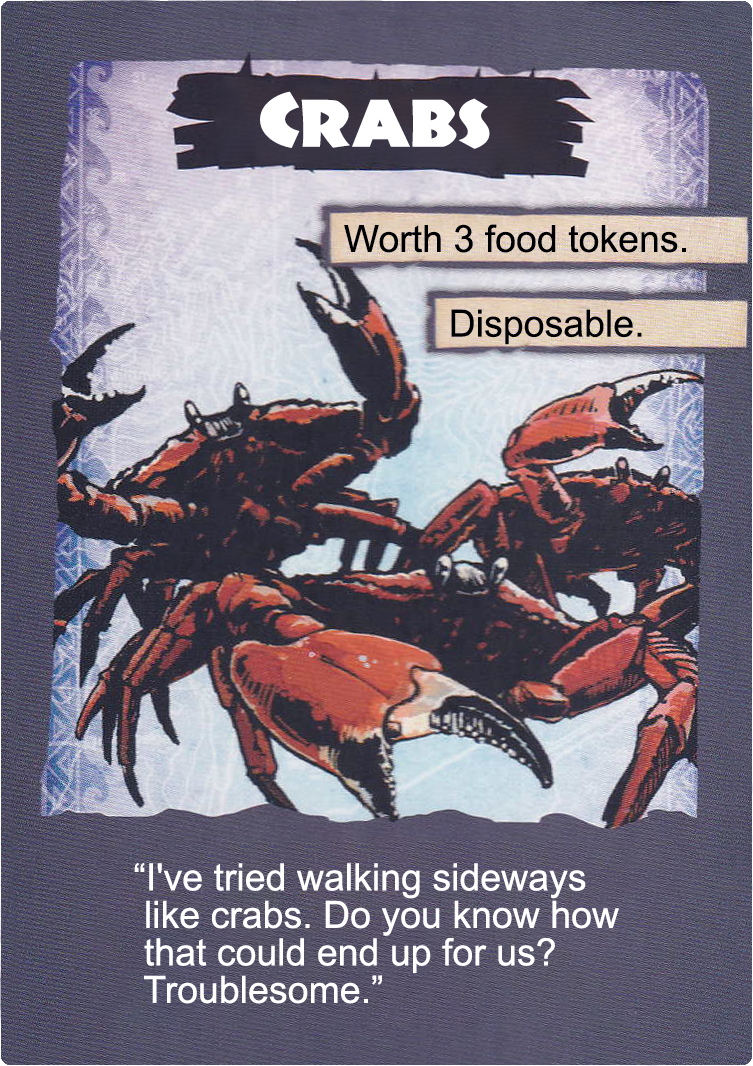 CRABS
Worth 3 food tokens.
Disposable.
“I've tried walking sideways
like crabs. Do you know how
that could end up for us?
Troublesome.”